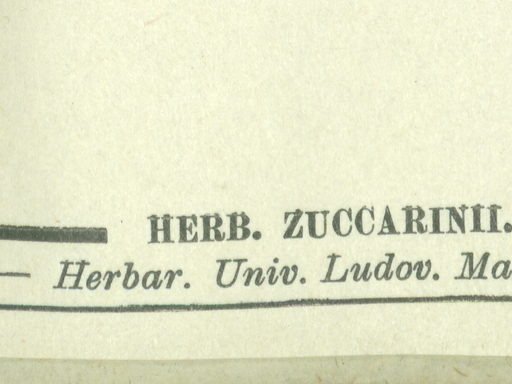 HERB. ZUCCARINII.
Herbar. Univ. Ludov. Ma